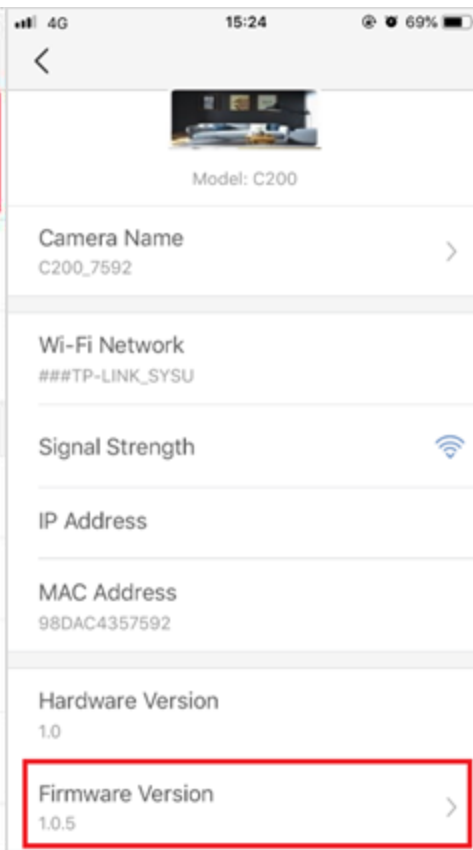 4G 15:24 69%
Model: C200
Camera Name
C200_7592
Wi-Fi Network
###TP-LINK_SYSU
Signal Strength
IP Address
MAC Address
98DAC4357592
Hardware Version
1.0
Firmware Version
1.0.5